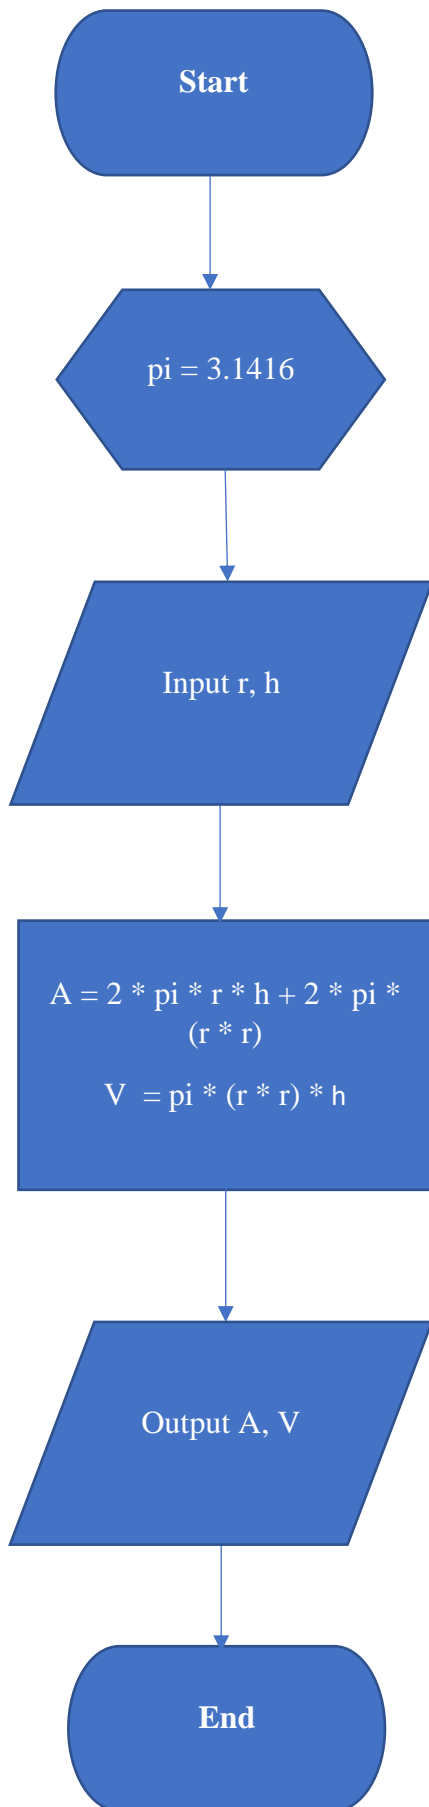 Start
pi = 3.1416
Input r, h
A = 2 * pi * r * h + 2 * pi *
(r * r)
V  = pi * (r * r) * h
Output A, V
End